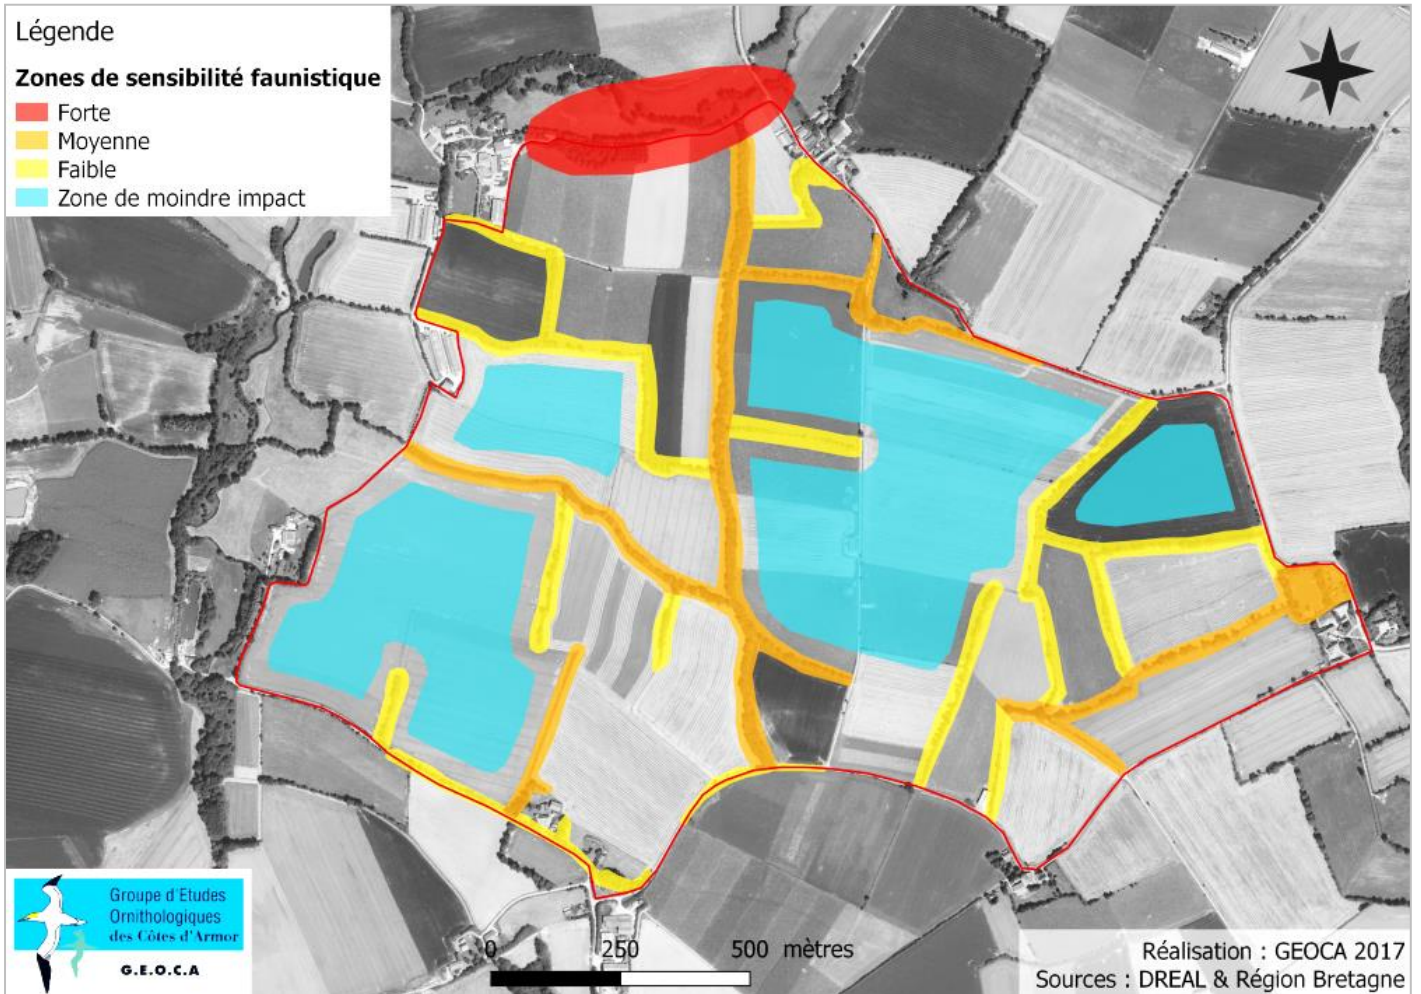 Légende
Zones de sensibilité faunistique
Forte
Moyenne
Faible
Zone de moindre impact
Groupe d'Etudes
Ornithologiques
des Côtes d'Armor
G.E.O.C.A
0 250 500 mètres
Réalisation : GEOCA 2017
Sources : DREAL & Région Bretagne